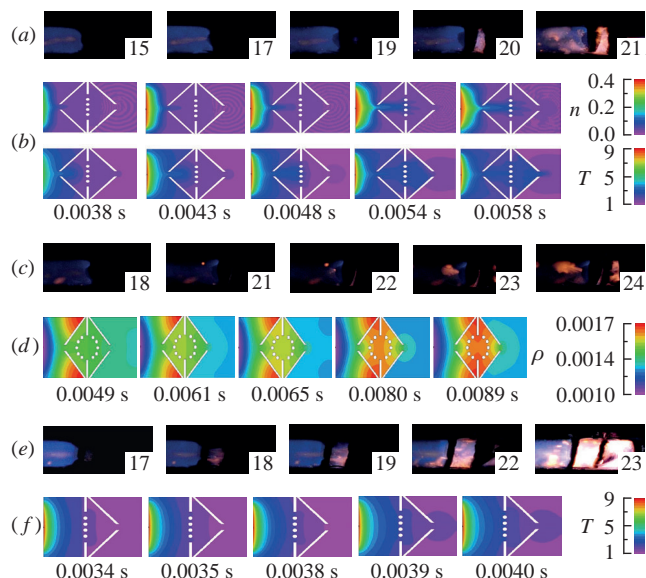 (a) 15 17 19 20 21
(b) 0.4 n 0.2 0.0
9 T 1
0.0038 s 0.0043 s 0.0048 s 0.0054 s 0.0058 s
(c) 18 21 22 23 24
(d) 0.0017 ρ 0.0014 0.0010
0.0049 s 0.0061 s 0.0065 s 0.0080 s 0.0089 s
(e) 17 18 19 22 23
(f) 9 T 5 1
0.0034 s 0.0035 s 0.0038 s 0.0039 s 0.0040 s